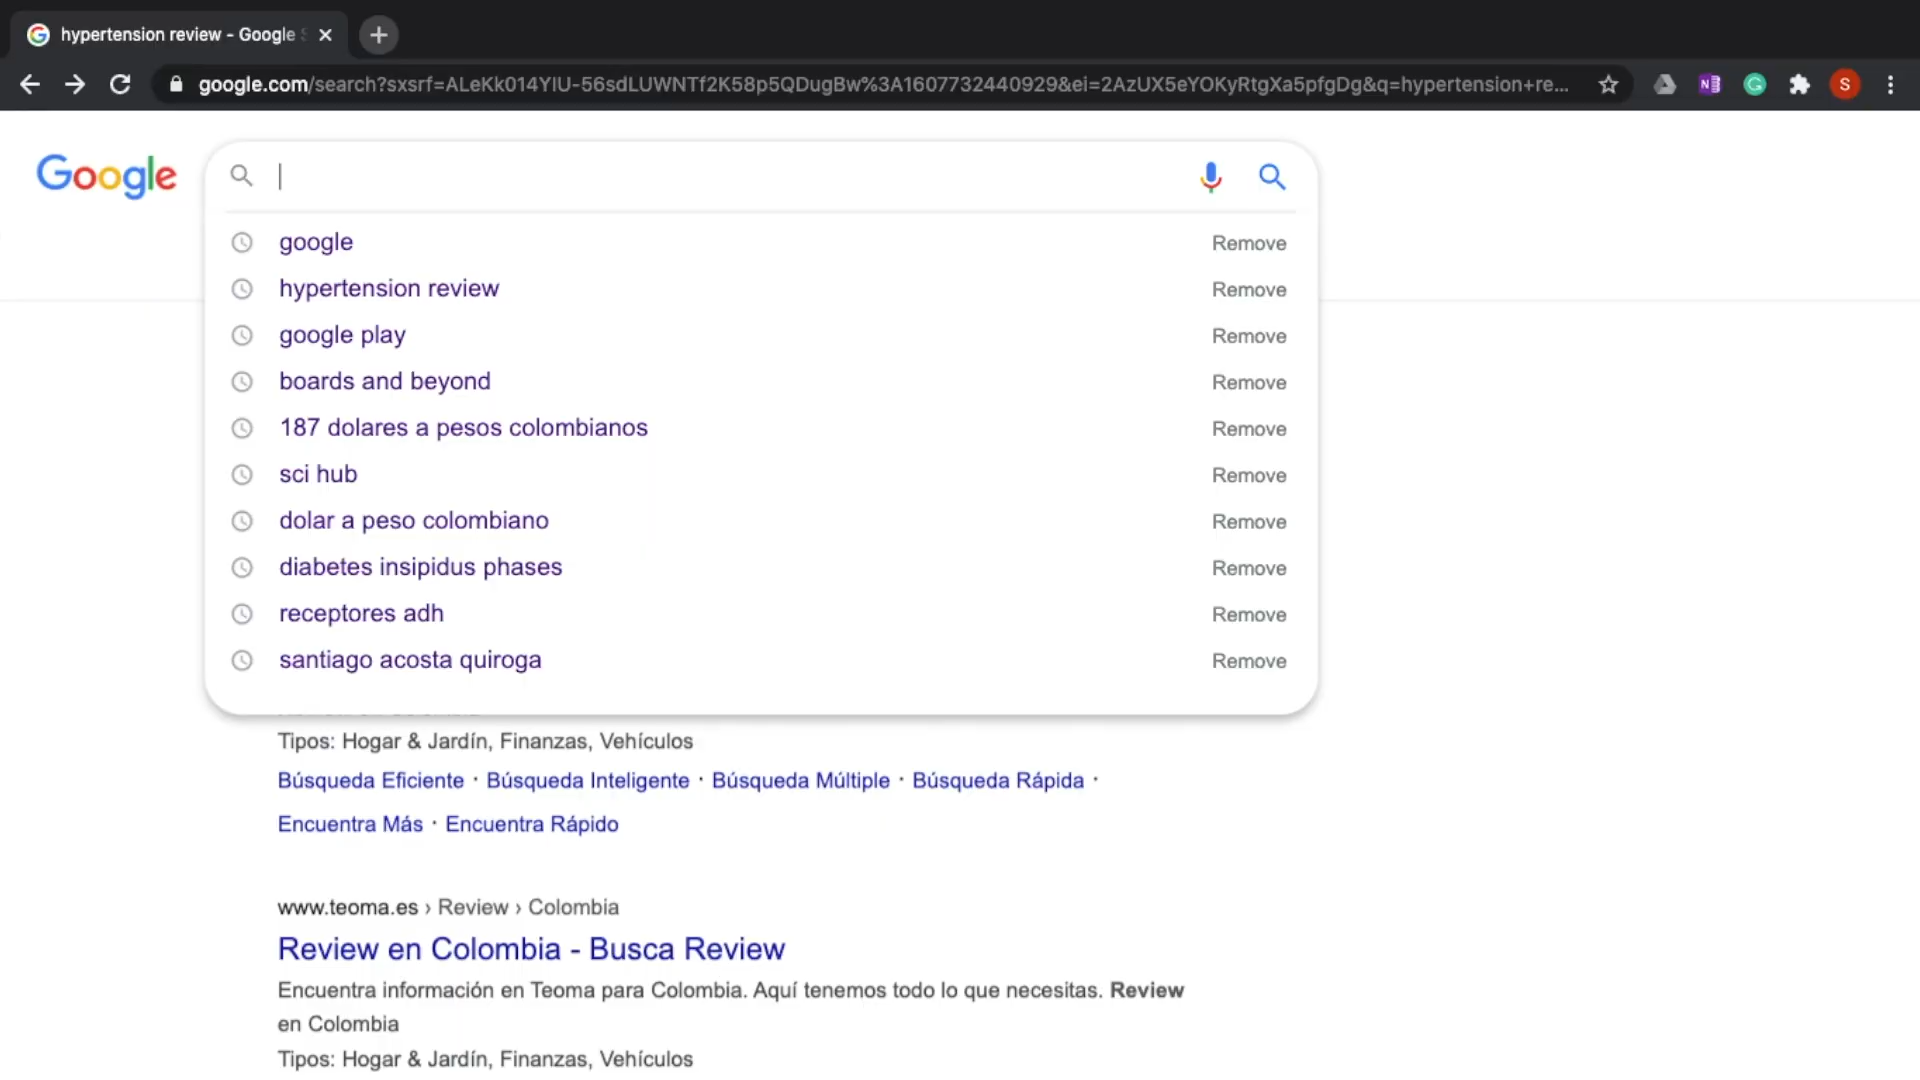 hypertension review - Google S
google.com/search?sxsrf=ALeKk014YIU-56sdLUWNTf2K58p5QDugBw%3A1607732440929&ei=2AzUX5eYOKyRtgXa5pfgDg&q=hypertension+re...
S
Google
google Remove
hypertension review Remove
google play Remove
boards and beyond Remove
187 dolares a pesos colombianos Remove
sci hub Remove
dolar a peso colombiano Remove
diabetes insipidus phases Remove
receptores adh Remove
santiago acosta quiroga Remove
Tipos: Hogar & Jardín, Finanzas, Vehículos
Búsqueda Eficiente · Búsqueda Inteligente · Búsqueda Múltiple · Búsqueda Rápida ·
Encuentra Más · Encuentra Rápido
www.teoma.es › Review › Colombia
Review en Colombia - Busca Review
Encuentra información en Teoma para Colombia. Aquí tenemos todo lo que necesitas. Review
en Colombia
Tipos: Hogar & Jardín, Finanzas, Vehículos